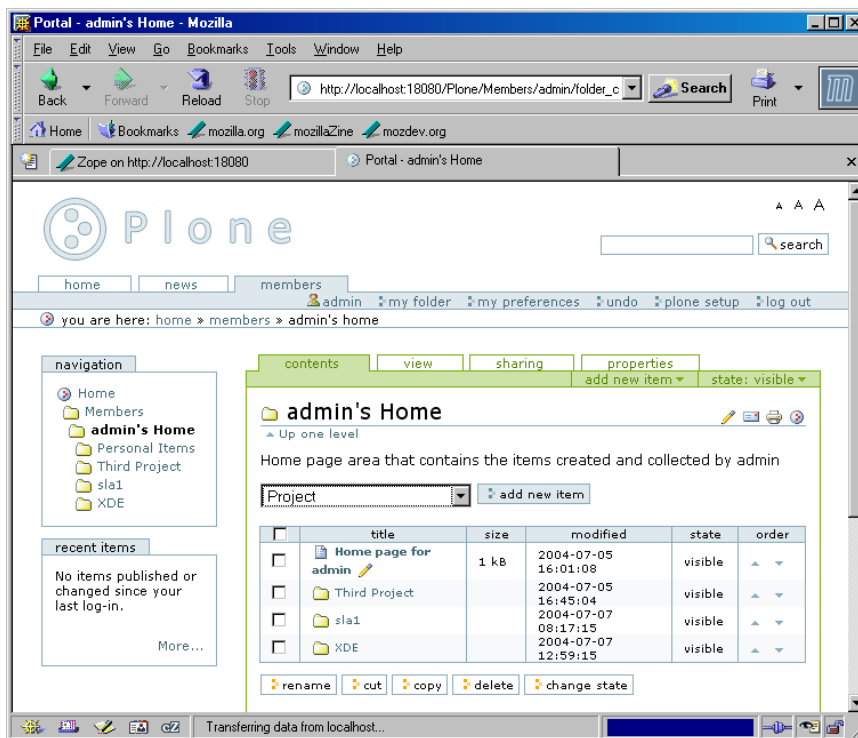 Portal - admin's Home - Mozilla
File Edit View Go Bookmarks Tools Window Help
Back Forward Reload Stop http://localhost:18080/Plone/Members/admin/folder_c Search Print
Home Bookmarks mozilla.org mozillaZine mozdev.org
Zope on http://localhost:18080 Portal - admin's Home
A A A
Plone
search
home news members
admin my folder my preferences undo plone setup log out
you are here: home » members » admin's home
navigation
Home
Members
admin's Home
Personal Items
Third Project
sla1
XDE
recent items
No items published or
changed since your
last log-in.
More...
contents view sharing properties
add new item state: visible
admin's Home
Up one level
Home page area that contains the items created and collected by admin
Project add new item
title size modified state order
Home page for
admin 1 kB 2004-07-05
16:01:08 visible
Third Project 2004-07-05
16:45:04 visible
sla1 2004-07-07
08:17:15 visible
XDE 2004-07-07
12:59:15 visible
rename cut copy delete change state
Transferring data from localhost...